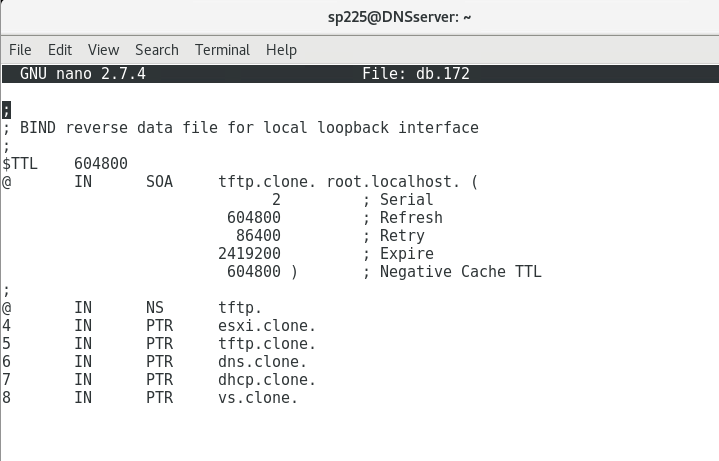 sp225@DNSserver: ~
File Edit View Search Terminal Help
GNU nano 2.7.4 File: db.172
;
; BIND reverse data file for local loopback interface
;
$TTL 604800
@ IN SOA tftp.clone. root.localhost. (
2 ; Serial
604800 ; Refresh
86400 ; Retry
2419200 ; Expire
604800 ) ; Negative Cache TTL
;
@ IN NS tftp.
4 IN PTR esxi.clone.
5 IN PTR tftp.clone.
6 IN PTR dns.clone.
7 IN PTR dhcp.clone.
8 IN PTR vs.clone.